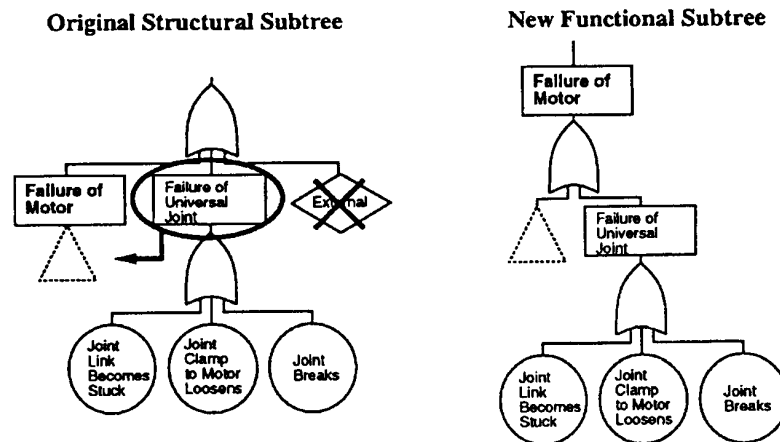 Original Structural Subtree
Failure of
Motor
Failure of
Universal
Joint
External
Joint
Link
Becomes
Stuck
Joint
Clamp
to Motor
Loosens
Joint
Breaks
New Functional Subtree
Failure of
Motor
Failure of
Universal
Joint
Joint
Link
Becomes
Stuck
Joint
Clamp
to Motor
Loosens
Joint
Breaks